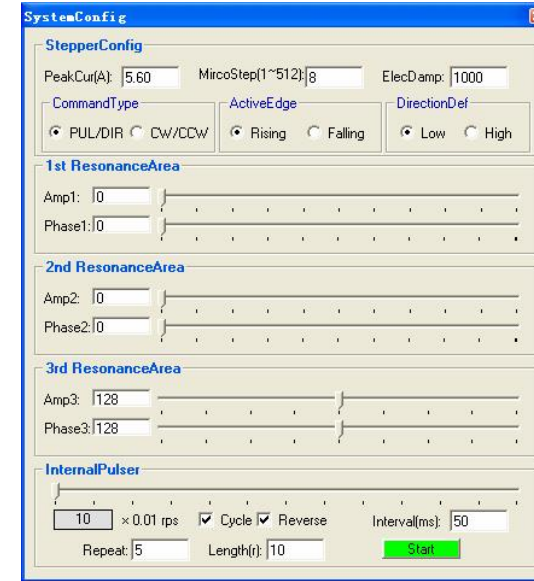 SystemConfig
StepperConfig
PeakCur(A): 5.60 MircoStep(1~512): 8 ElecDamp: 1000
CommandType ActiveEdge DirectionDef
PUL/DIR CW/CCW Rising Falling Low High
1st ResonanceArea
Amp1: 0
Phase1: 0
2nd ResonanceArea
Amp2: 0
Phase2: 0
3rd ResonanceArea
Amp3: 128
Phase3: 128
InternalPulser
10 × 0.01 rps Cycle Reverse Interval(ms): 50
Repeat: 5 Length(r): 10 Start